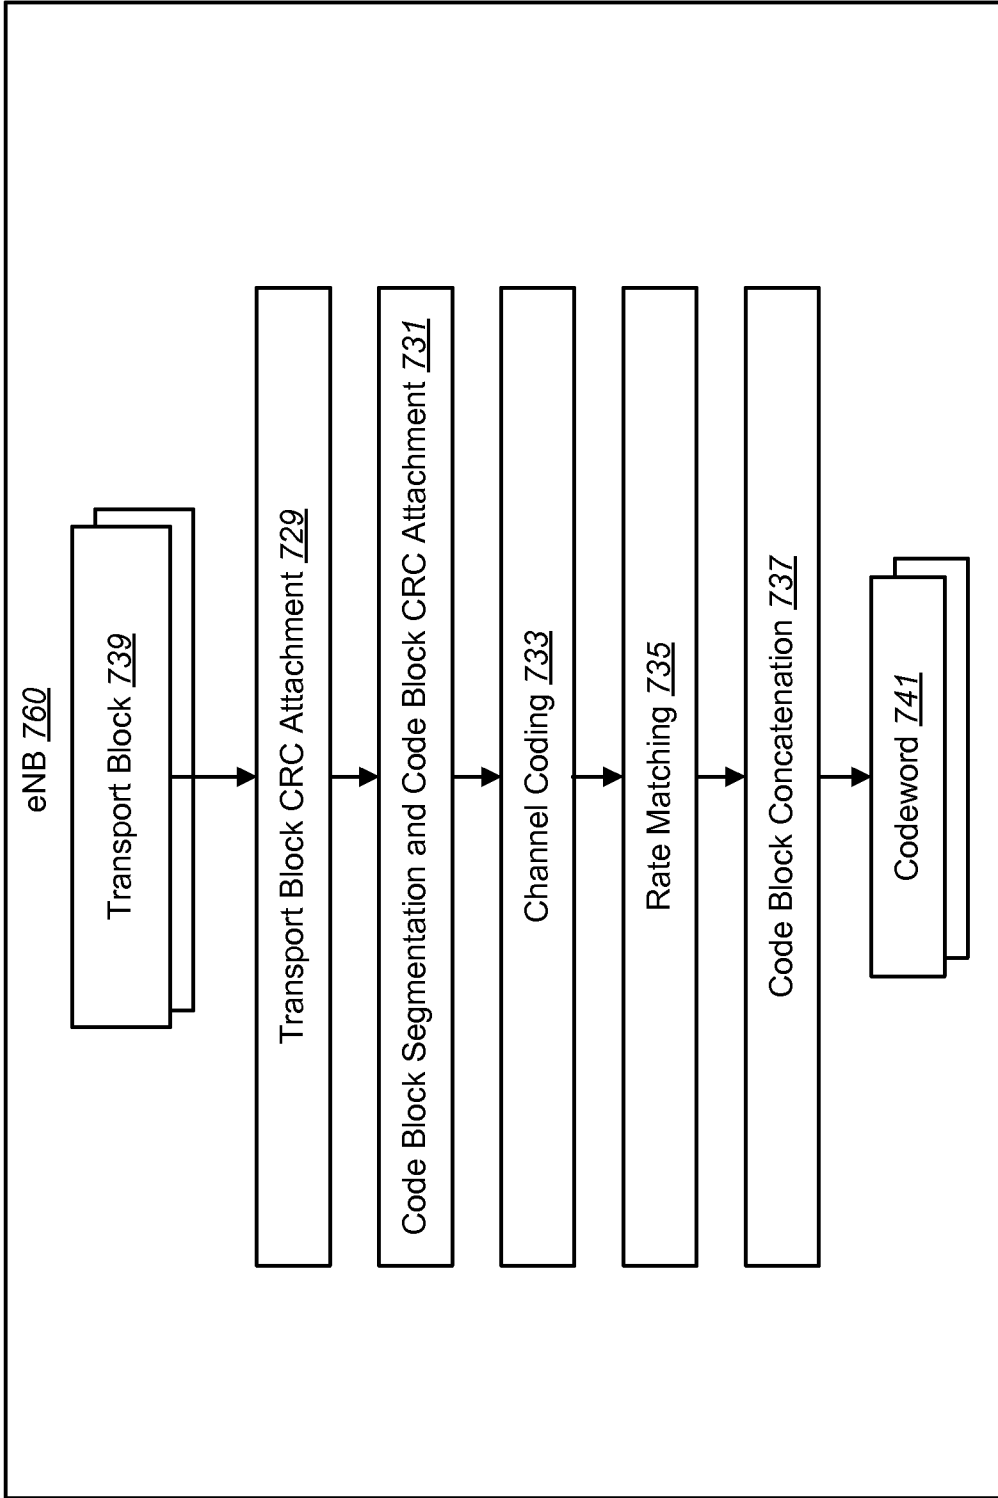 eNB 760
Transport Block 739
Transport Block CRC Attachment 729
Code Block Segmentation and Code Block CRC Attachment 731
Channel Coding 733
Rate Matching 735
Code Block Concatenation 737
Codeword 741